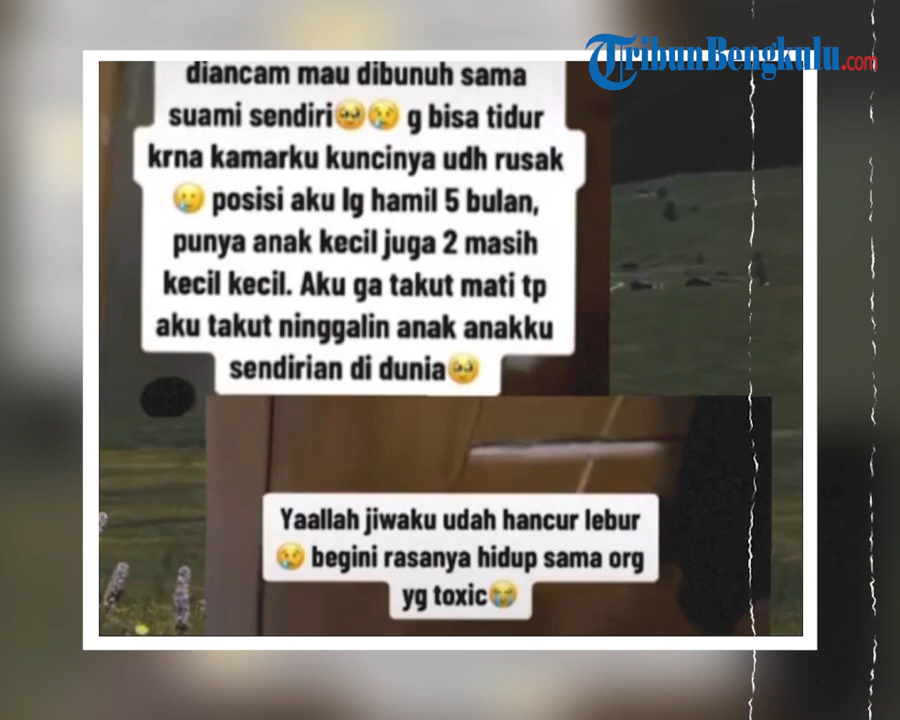 TribunBengkulu.com
diancam mau dibunuh sama
suami sendiri🥹😢 g bisa tidur
krna kamarku kuncinya udh rusak
🥲 posisi aku lg hamil 5 bulan,
punya anak kecil juga 2 masih
kecil kecil. Aku ga takut mati tp
aku takut ninggalin anak anakku
sendirian di dunia🥹
Yaallah jiwaku udah hancur lebur
😢 begini rasanya hidup sama org
yg toxic😭